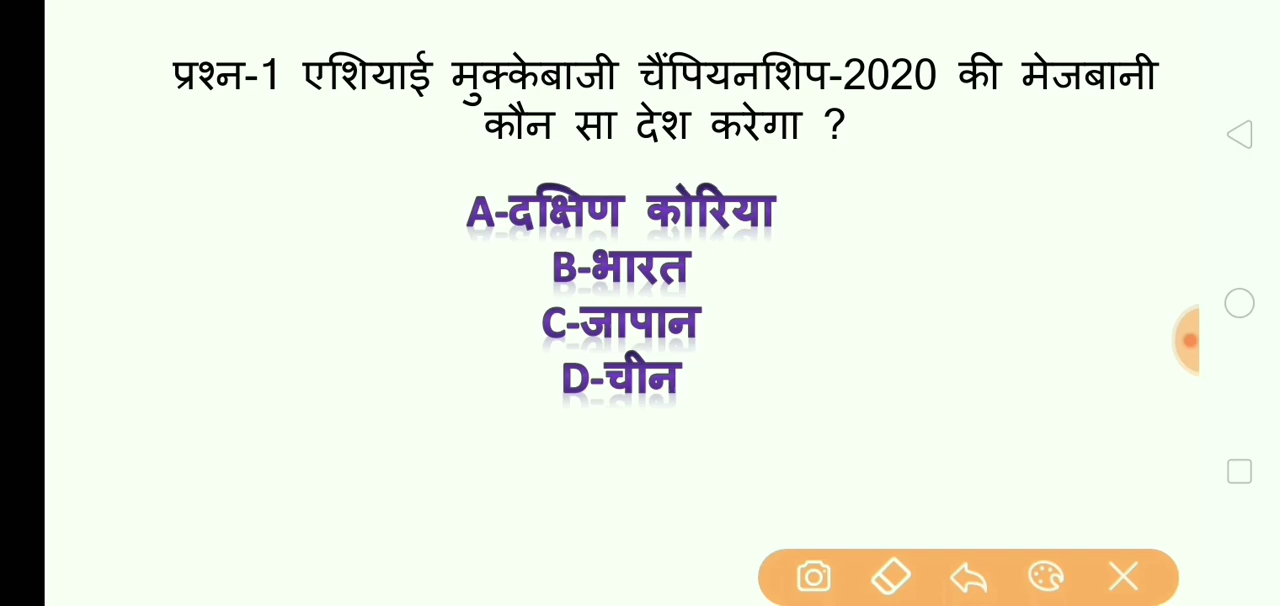 प्रश्न-1 एशियाई मुक्केबाजी चैंपियनशिप-2020 की मेजबानी
कौन सा देश करेगा ?
A-दक्षिण कोरिया
B-भारत
C-जापान
D-चीन